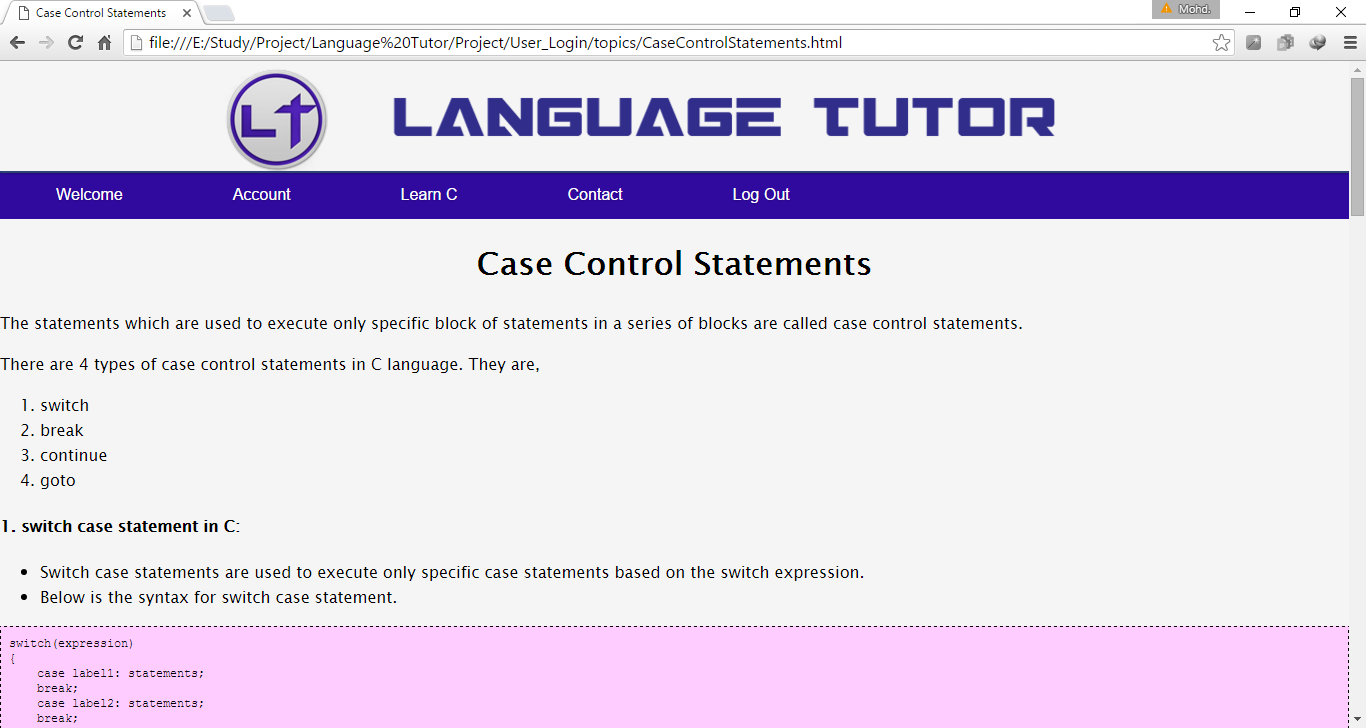 Case Control Statements
Mohd.
file:///E:/Study/Project/Language%20Tutor/Project/User_Login/topics/CaseControlStatements.html
LT LANGUAGE TUTOR
Welcome Account Learn C Contact Log Out
Case Control Statements
The statements which are used to execute only specific block of statements in a series of blocks are called case control statements.
There are 4 types of case control statements in C language. They are,
1. switch
2. break
3. continue
4. goto
1. switch case statement in C:
• Switch case statements are used to execute only specific case statements based on the switch expression.
• Below is the syntax for switch case statement.
switch(expression)
{
    case label1: statements;
    break;
    case label2: statements;
    break;